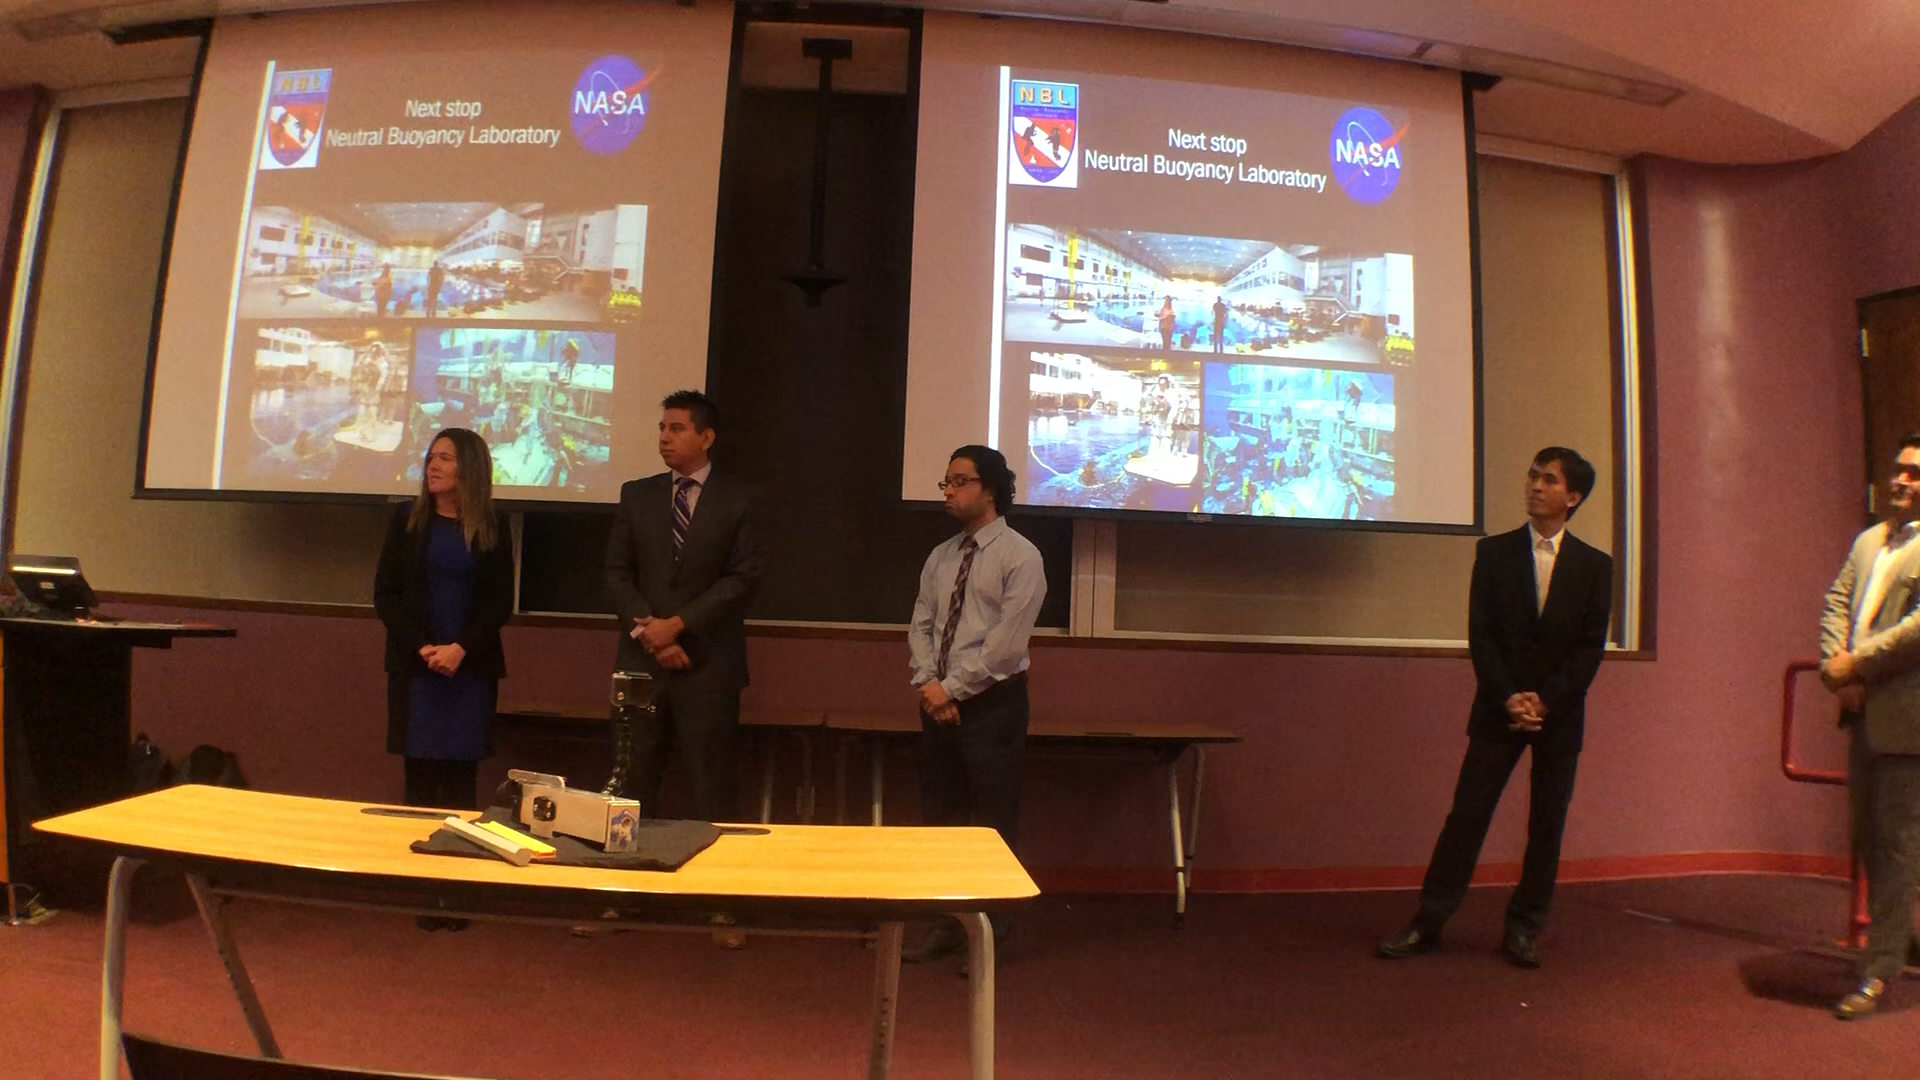 NBL
Next stop
Neutral Buoyancy Laboratory
NASA
NBL
Next stop
Neutral Buoyancy Laboratory
NASA